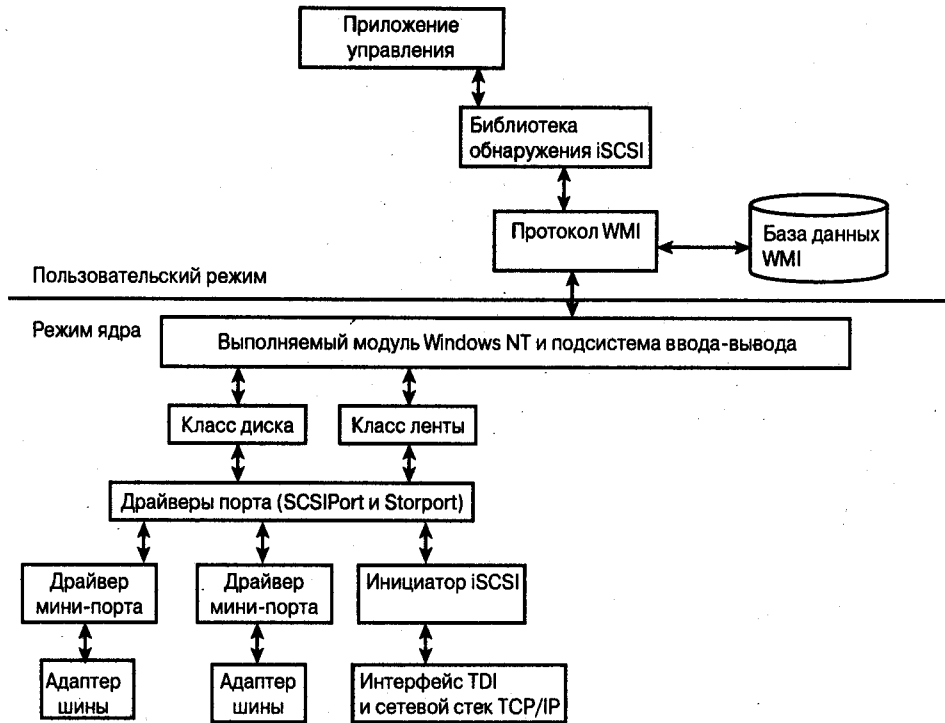 Приложение
управления
Библиотека
обнаружения iSCSI
Протокол WMI
База данных
WMI
Пользовательский режим
Режим ядра
Выполняемый модуль Windows NT и подсистема ввода-вывода
Класс диска
Класс ленты
Драйверы порта (SCSIPort и Storport)
Драйвер
мини-порта
Драйвер
мини-порта
Инициатор iSCSI
Адаптер
шины
Адаптер
шины
Интерфейс TDI
и сетевой стек TCP/IP